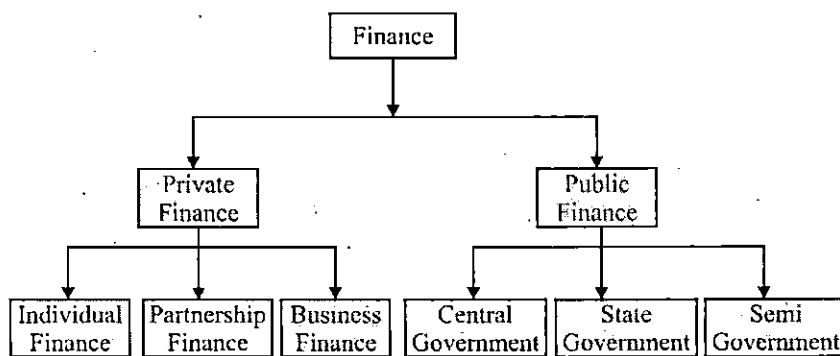 Finance
Private
Finance
Public
Finance
Individual
Finance
Partnership
Finance
Business
Finance
Central
Government
State
Government
Semi
Government